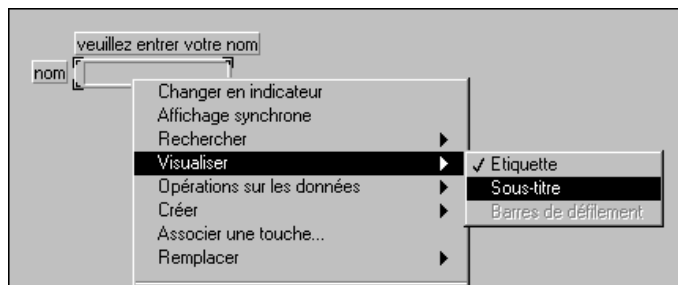 veuillez entrer votre nom
nom
Changer en indicateur
Affichage synchrone
Rechercher
Visualiser
✓ Etiquette
Opérations sur les données
Sous-titre
Créer
Barres de défilement
Associer une touche...
Remplacer